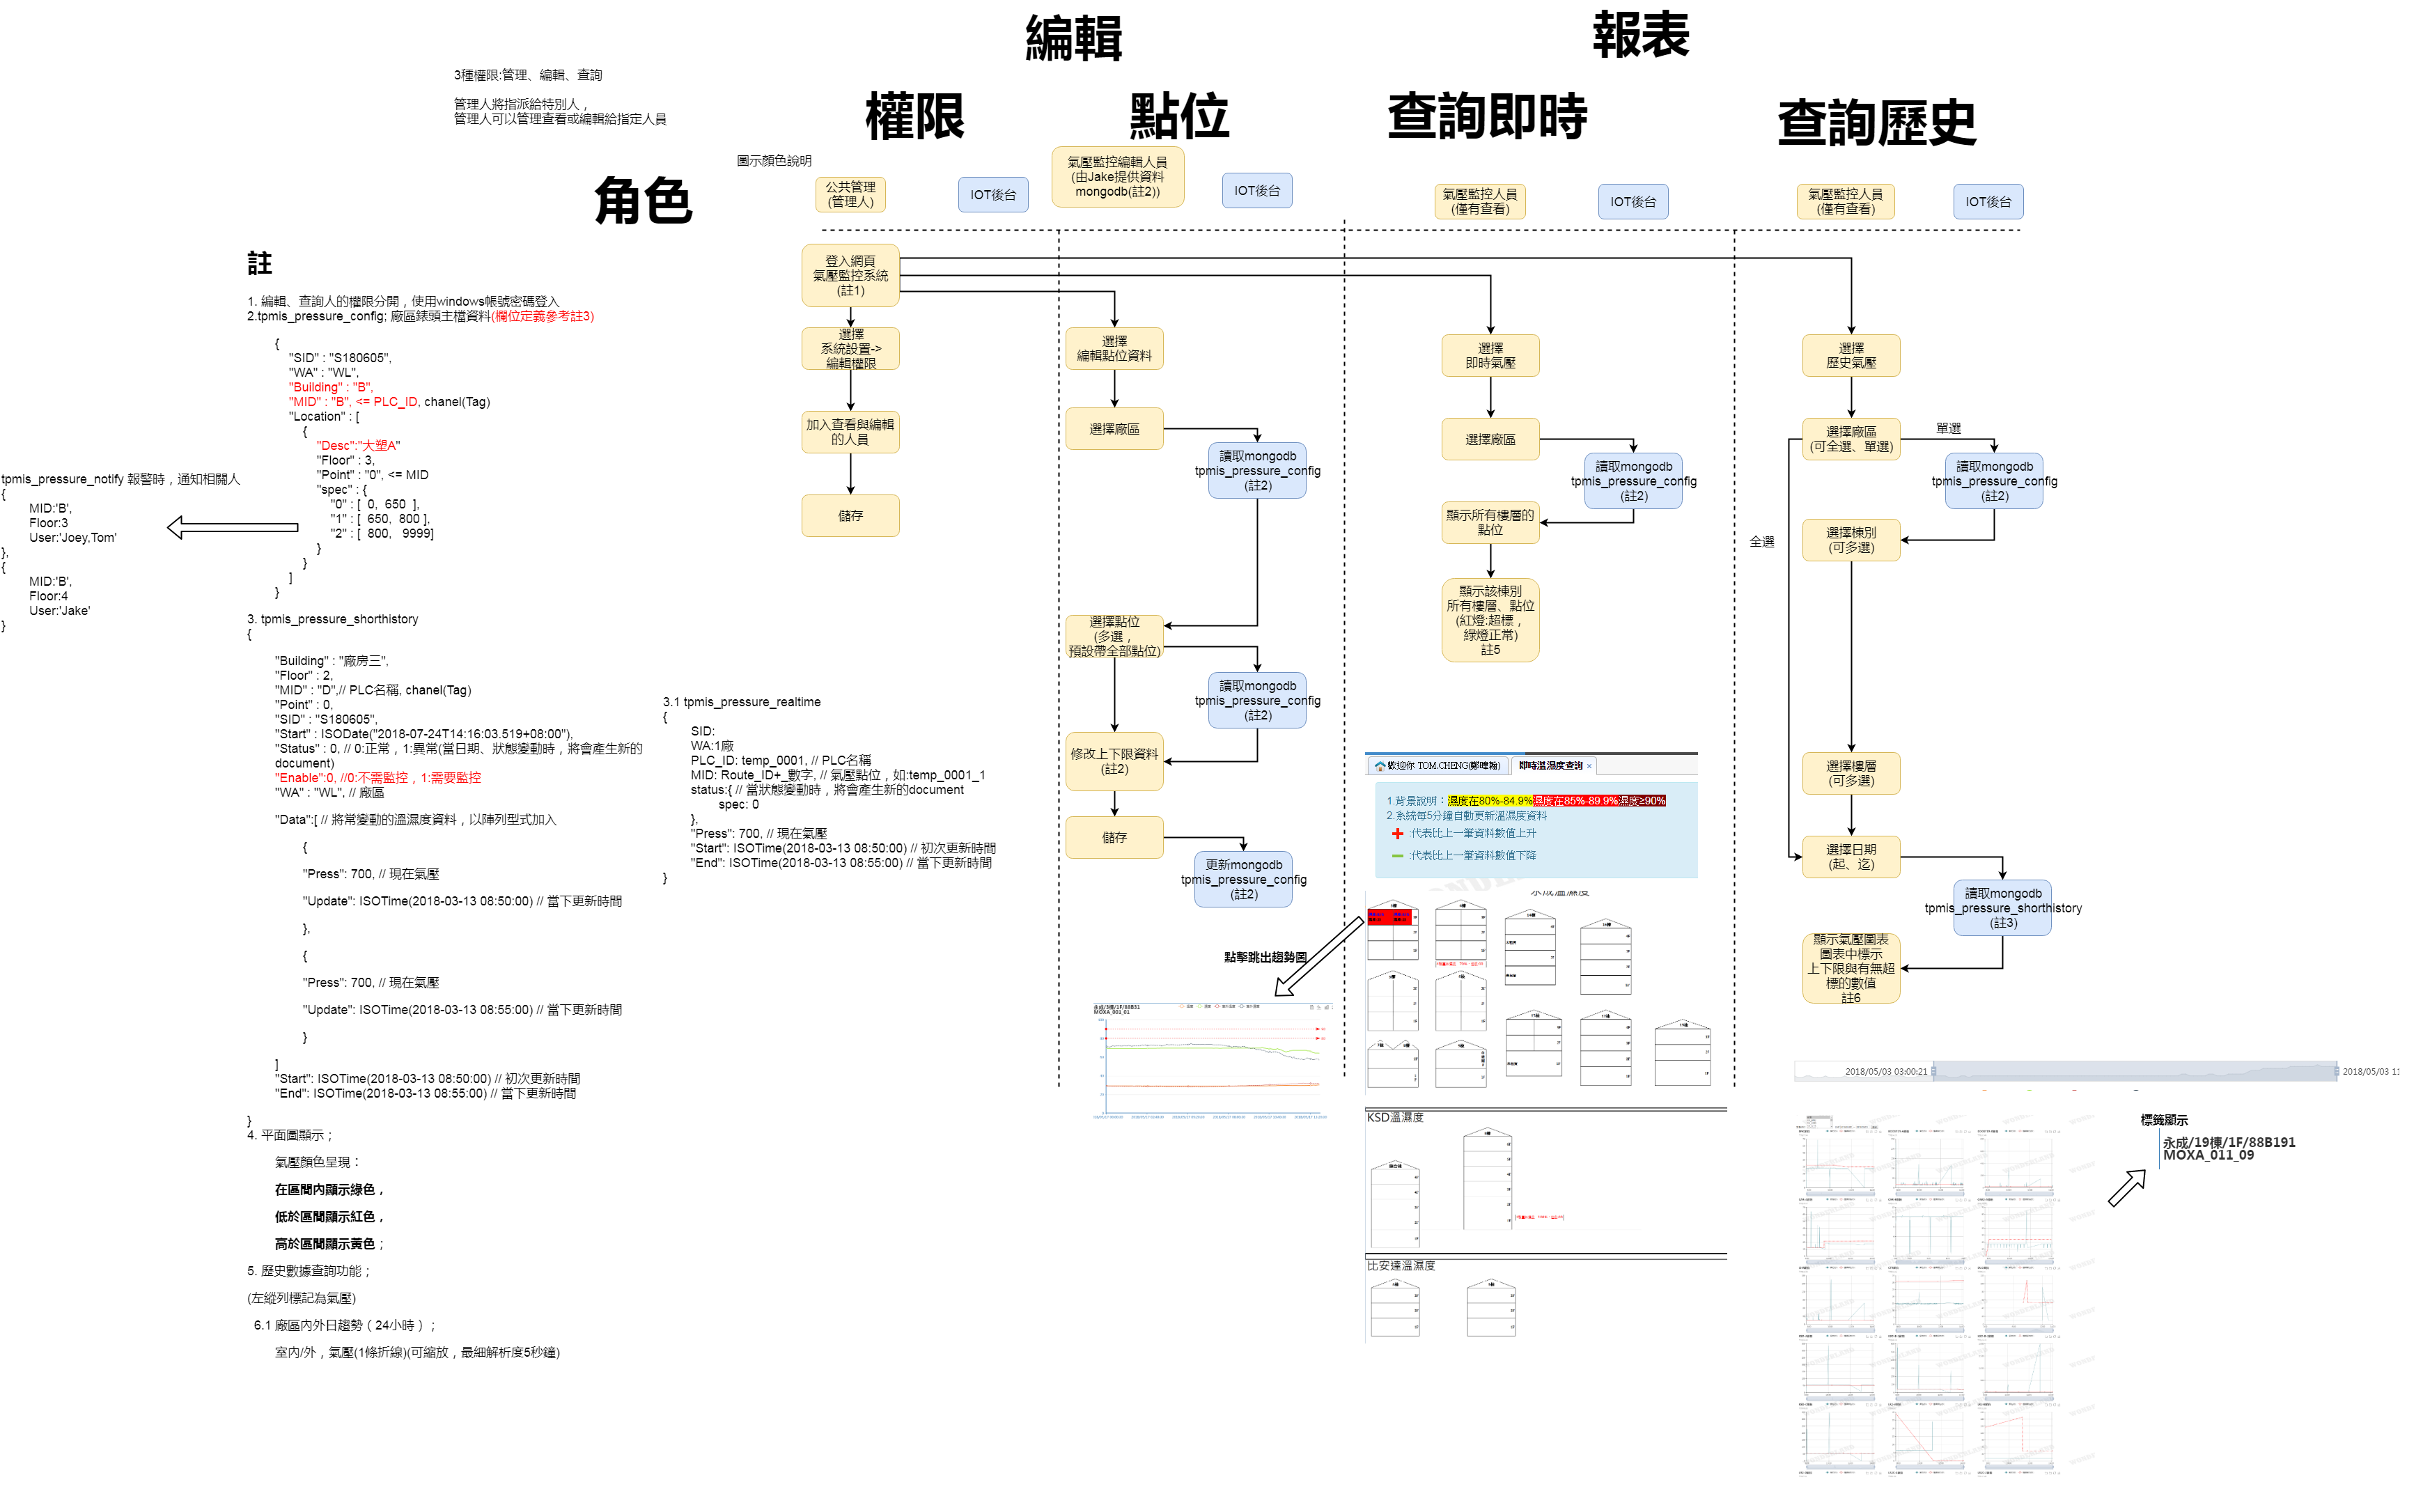 編輯
報表
3種權限:管理、編輯、查詢
管理人將指派給特別人，
管理人可以管理查看或編輯給指定人員
權限
點位
查詢即時
查詢歷史
圖示顏色說明
角色
公共管理
(管理人)
IOT後台
氣壓監控編輯人員
(由Jake提供資料
mongodb(註2))
IOT後台
氣壓監控人員
(僅有查看)
IOT後台
氣壓監控人員
(僅有查看)
IOT後台
註
1. 編輯、查詢人的權限分開，使用windows帳號密碼登入
2.tpmis_pressure_config; 廠區錶頭主檔資料(欄位定義參考註3)
{
"SID" : "S180605",
"WA" : "WL",
"Building" : "B",
"MID" : "B", <= PLC_ID, chanel(Tag)
"Location" : [
{
"Desc":"大塑A"
"Floor" : 3,
"Point" : "0", <= MID
"spec" : {
"0" : [  0,  650  ],
"1" : [  650,  800 ],
"2" : [  800,   9999]
}
}
]
}
tpmis_pressure_notify 報警時，通知相關人
{
MID:'B',
Floor:3
User:'Joey,Tom'
},
{
MID:'B',
Floor:4
User:'Jake'
}
3. tpmis_pressure_shorthistory
{
"Building" : "廠房三",
"Floor" : 2,
"MID" : "D",// PLC名稱, chanel(Tag)
"Point" : 0,
"SID" : "S180605",
"Start" : ISODate("2018-07-24T14:16:03.519+08:00"),
"Status" : 0, // 0:正常，1:異常(當日期、狀態變動時，將會產生新的
document)
"Enable":0, //0:不需監控，1:需要監控
"WA" : "WL", // 廠區
"Data":[ // 將常變動的溫濕度資料，以陣列型式加入
{
"Press": 700, // 現在氣壓
"Update": ISOTime(2018-03-13 08:50:00) // 當下更新時間
},
{
"Press": 700, // 現在氣壓
"Update": ISOTime(2018-03-13 08:55:00) // 當下更新時間
}
]
"Start": ISOTime(2018-03-13 08:50:00) // 初次更新時間
"End": ISOTime(2018-03-13 08:55:00) // 當下更新時間
}
4. 平面圖顯示；
氣壓顏色呈現：
在區間內顯示綠色，
低於區間顯示紅色，
高於區間顯示黃色；
5. 歷史數據查詢功能；
(左縱列標記為氣壓)
6.1 廠區內外日趨勢（24小時）；
室內/外，氣壓(1條折線)(可縮放，最細解析度5秒鐘)
3.1 tpmis_pressure_realtime
{
SID:
WA:1廠
PLC_ID: temp_0001, // PLC名稱
MID: Route_ID+_數字, // 氣壓點位，如:temp_0001_1
status:{ // 當狀態變動時，將會產生新的document
spec: 0
},
"Press": 700, // 現在氣壓
"Start": ISOTime(2018-03-13 08:50:00) // 初次更新時間
"End": ISOTime(2018-03-13 08:55:00) // 當下更新時間
}
登入網頁
氣壓監控系統
(註1)
選擇
系統設置->
編輯權限
加入查看與編輯
的人員
儲存
選擇
編輯點位資料
選擇廠區
讀取mongodb
tpmis_pressure_config
(註2)
選擇點位
(多選，
預設帶全部點位)
讀取mongodb
tpmis_pressure_config
(註2)
修改上下限資料
(註2)
儲存
更新mongodb
tpmis_pressure_config
(註2)
選擇
即時氣壓
選擇廠區
讀取mongodb
tpmis_pressure_config
(註2)
顯示所有樓層的
點位
顯示該棟別
所有樓層、點位
(紅燈:超標，
綠燈正常)
註5
選擇
歷史氣壓
選擇廠區
(可全選、單選)
單選
讀取mongodb
tpmis_pressure_config
(註2)
全選
選擇棟別
(可多選)
選擇樓層
(可多選)
選擇日期
(起、迄)
讀取mongodb
tpmis_pressure_shorthistory
(註3)
顯示氣壓圖表
圖表中標示
上下限與有無超
標的數值
註6
歡迎你 TOM.CHENG(鄭暐翰)
即時溫濕度查詢 ×
1.背景說明：濕度在80%-84.9%濕度在85%-89.9%濕度≥90%
2.系統每5分鐘自動更新溫濕度資料
:代表比上一筆資料數值上升
:代表比上一筆資料數值下降
永成溫濕度
點擊跳出趨勢圖
永成/3棟/1F/88B31
MOXA_001_01
KSD溫濕度
比安達溫濕度
2018/05/03 03:00:21
2018/05/03 11
標籤顯示
永成/19棟/1F/88B191
MOXA_011_09